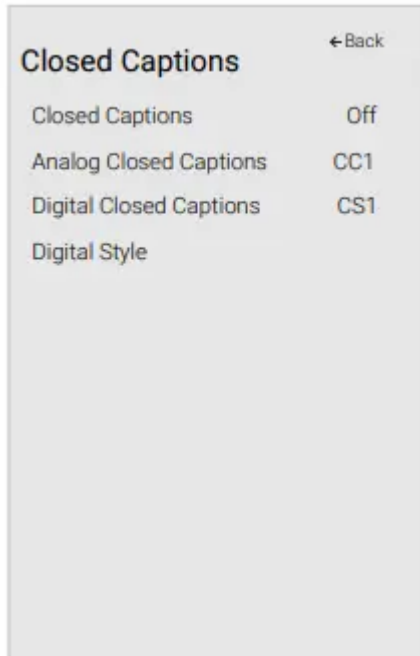 ←Back
Closed Captions
Closed Captions Off
Analog Closed Captions CC1
Digital Closed Captions CS1
Digital Style